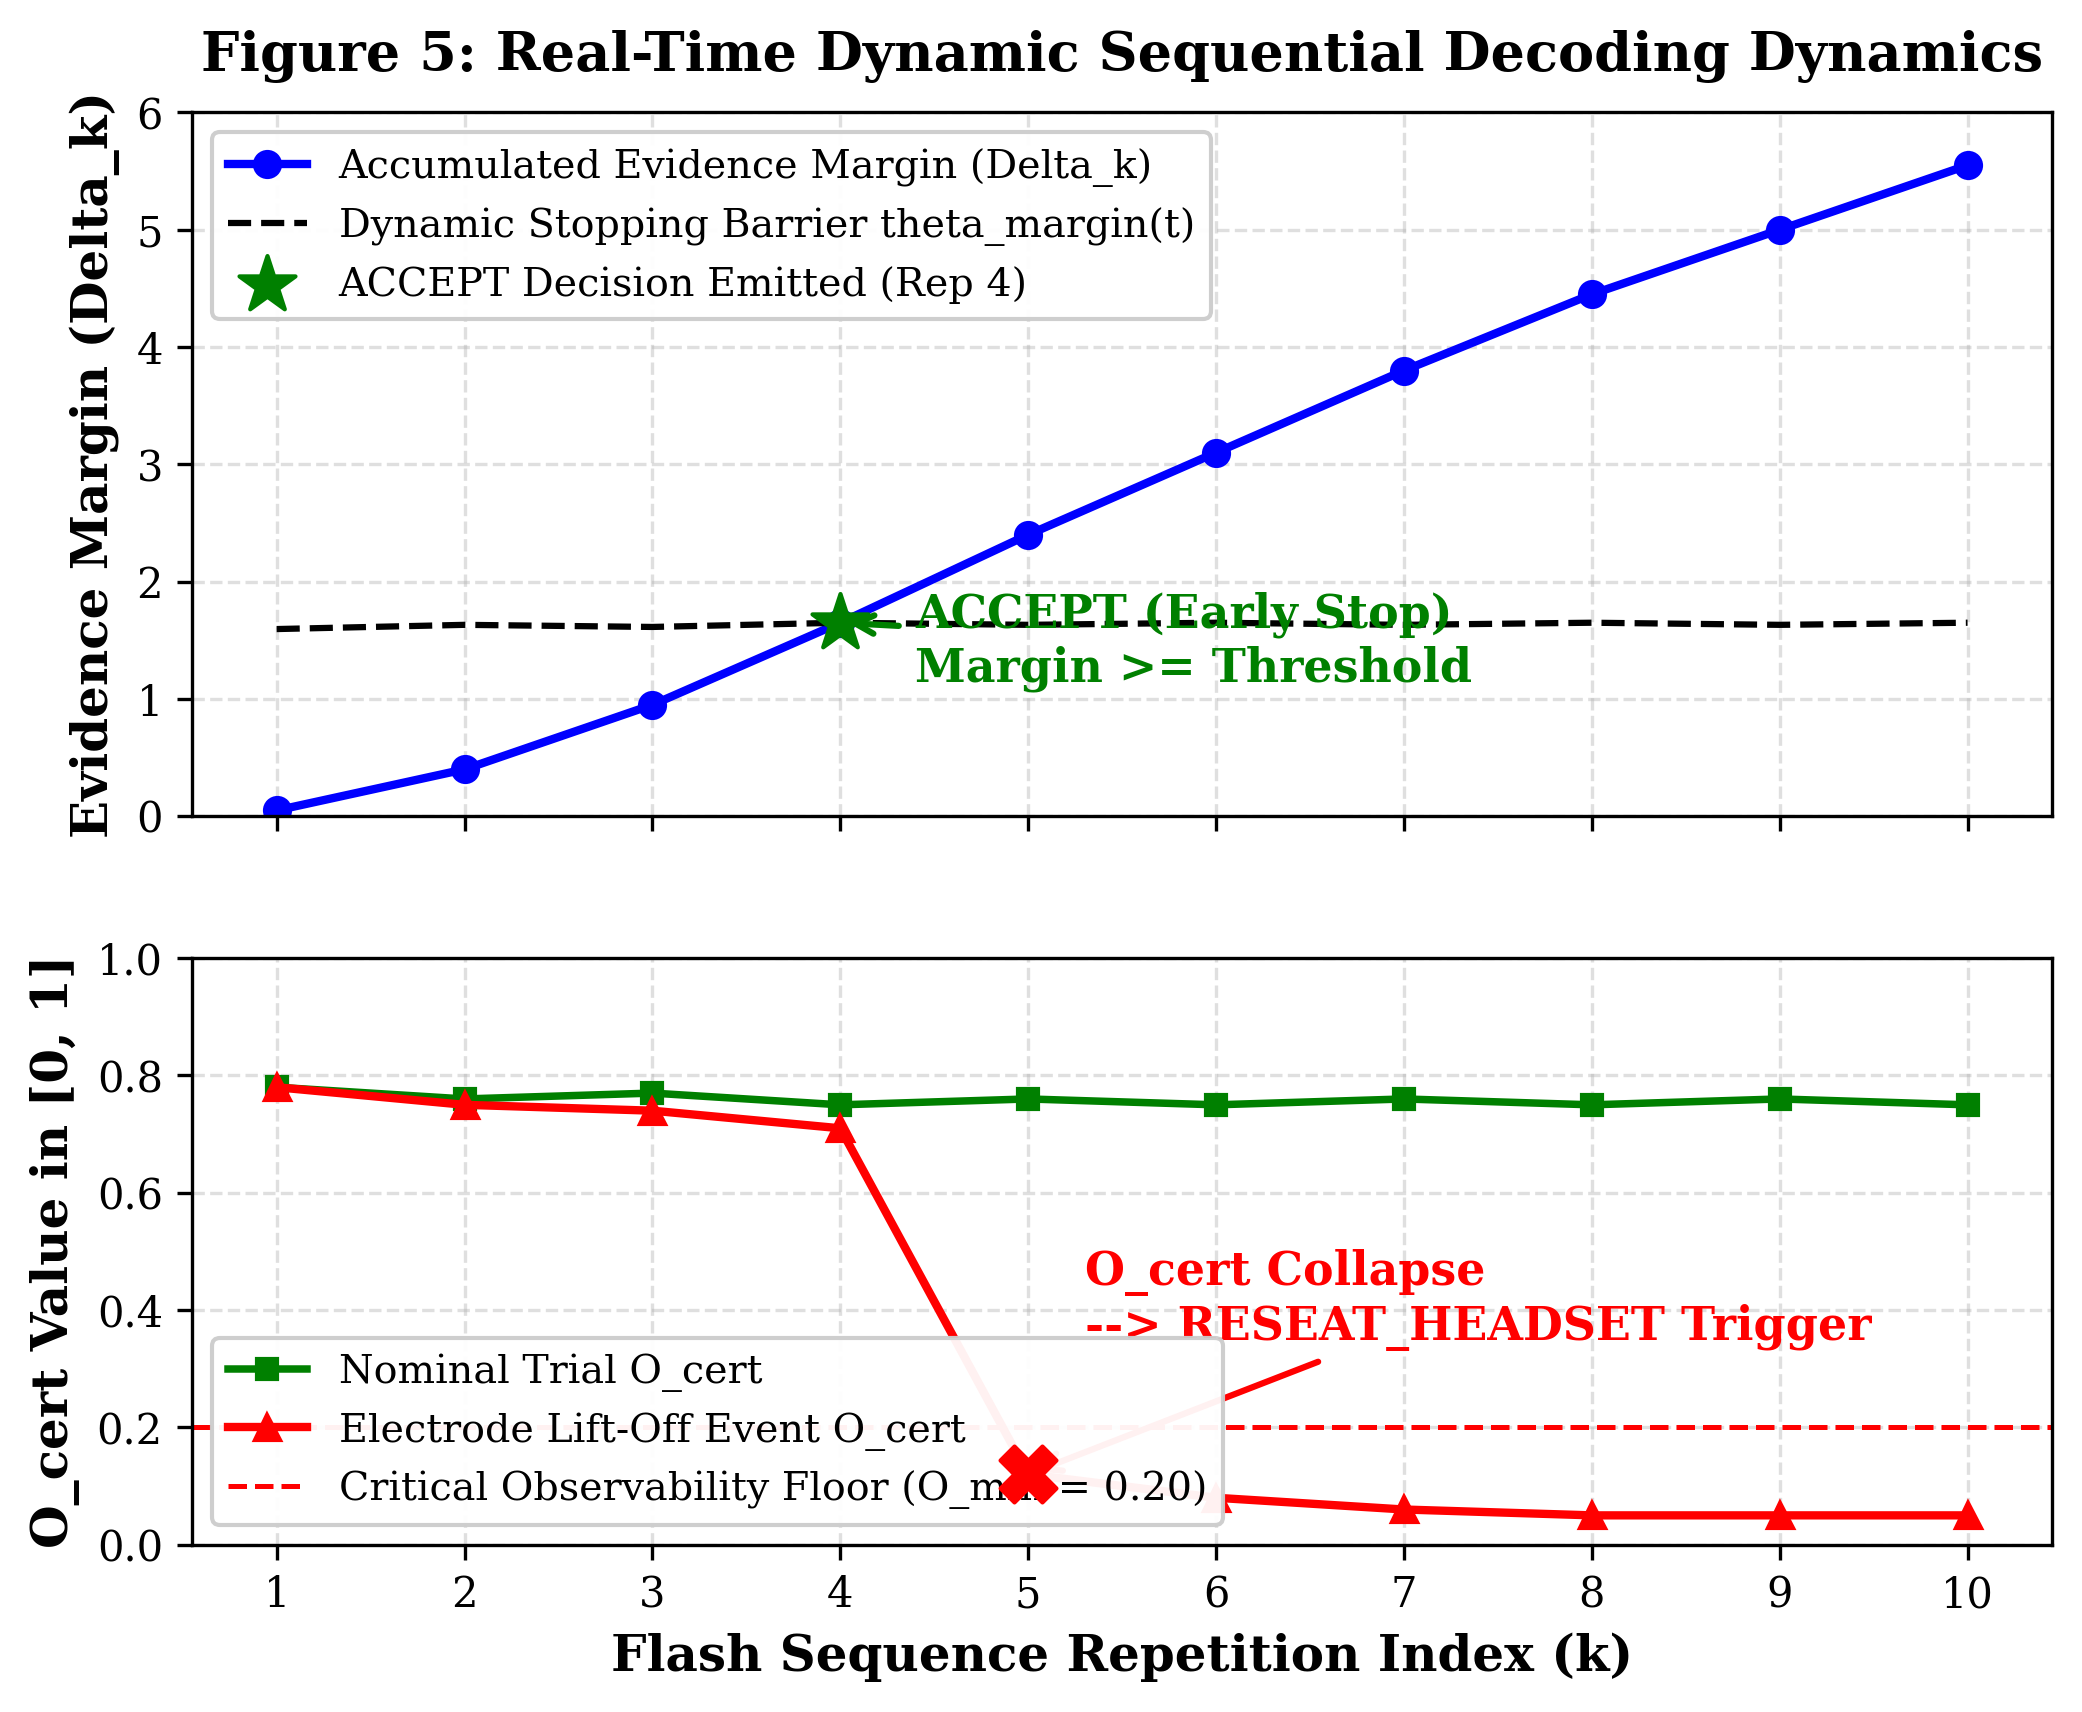 Figure 5: Real-Time Dynamic Sequential Decoding Dynamics
Evidence Margin (Delta_k)
6
5
4
3
2
1
0
Accumulated Evidence Margin (Delta_k)
Dynamic Stopping Barrier theta_margin(t)
ACCEPT Decision Emitted (Rep 4)
ACCEPT (Early Stop)
Margin >= Threshold
O_cert Value in [0, 1]
1.0
0.8
0.6
0.4
0.2
0.0
O_cert Collapse
--> RESEAT_HEADSET Trigger
Nominal Trial O_cert
Electrode Lift-Off Event O_cert
Critical Observability Floor ( = 0.20)
1 2 3 4 5 6 7 8 9 10
Flash Sequence Repetition Index (k)